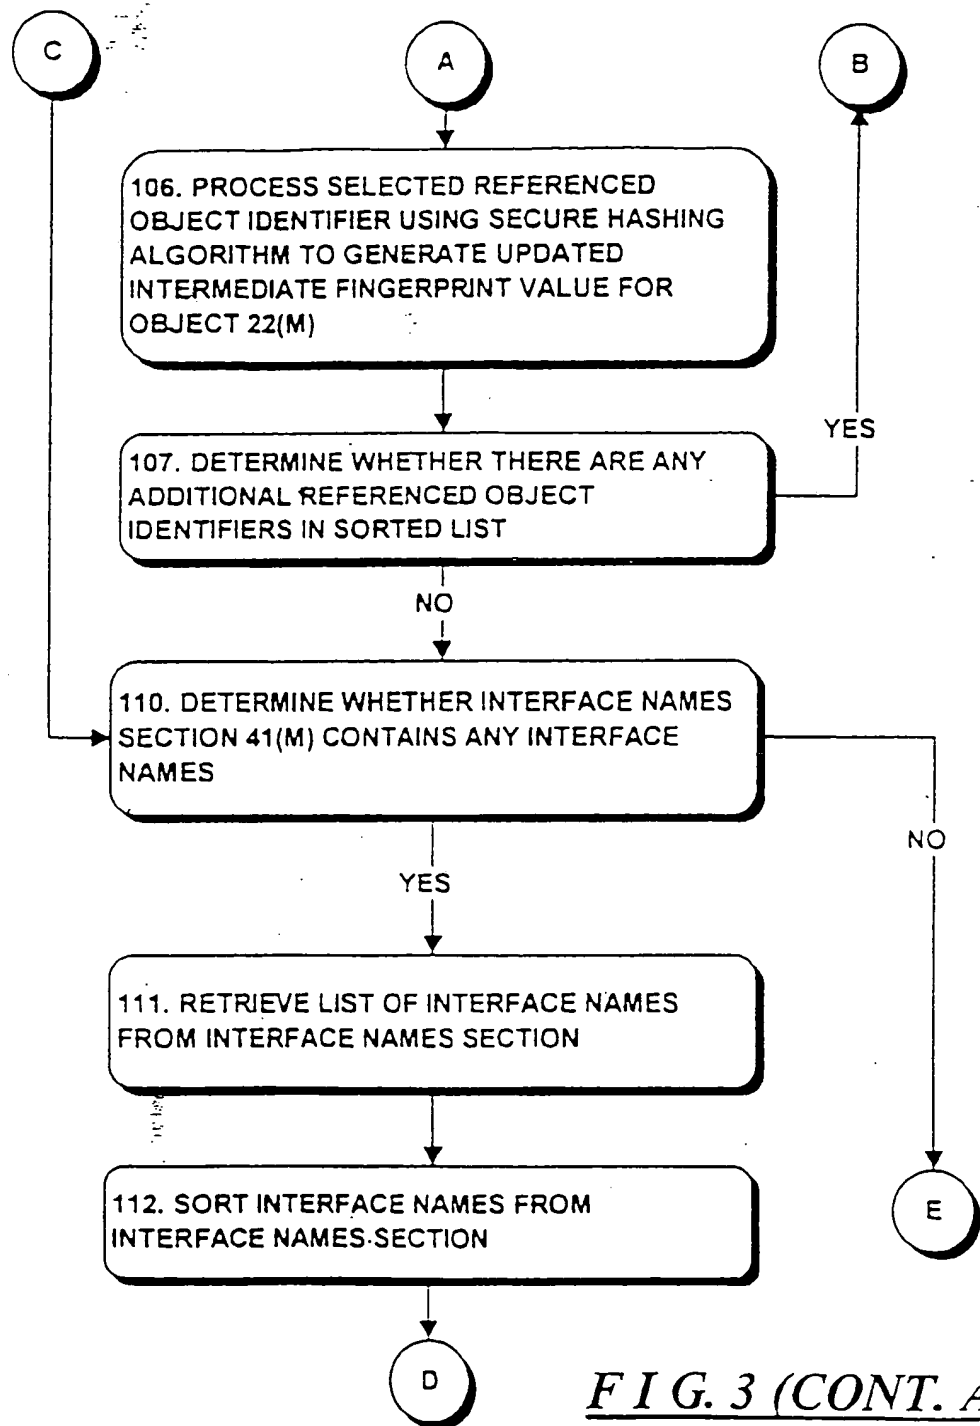 C
A
B
106. PROCESS SELECTED REFERENCED
OBJECT IDENTIFIER USING SECURE HASHING
ALGORITHM TO GENERATE UPDATED
INTERMEDIATE FINGERPRINT VALUE FOR
OBJECT 22(M)
YES
107. DETERMINE WHETHER THERE ARE ANY
ADDITIONAL REFERENCED OBJECT
IDENTIFIERS IN SORTED LIST
NO
110. DETERMINE WHETHER INTERFACE NAMES
SECTION 41(M) CONTAINS ANY INTERFACE
NAMES
NO
YES
111. RETRIEVE LIST OF INTERFACE NAMES
FROM INTERFACE NAMES SECTION
112. SORT INTERFACE NAMES FROM
INTERFACE NAMES SECTION
E
D
FIG. 3 (CONT. A